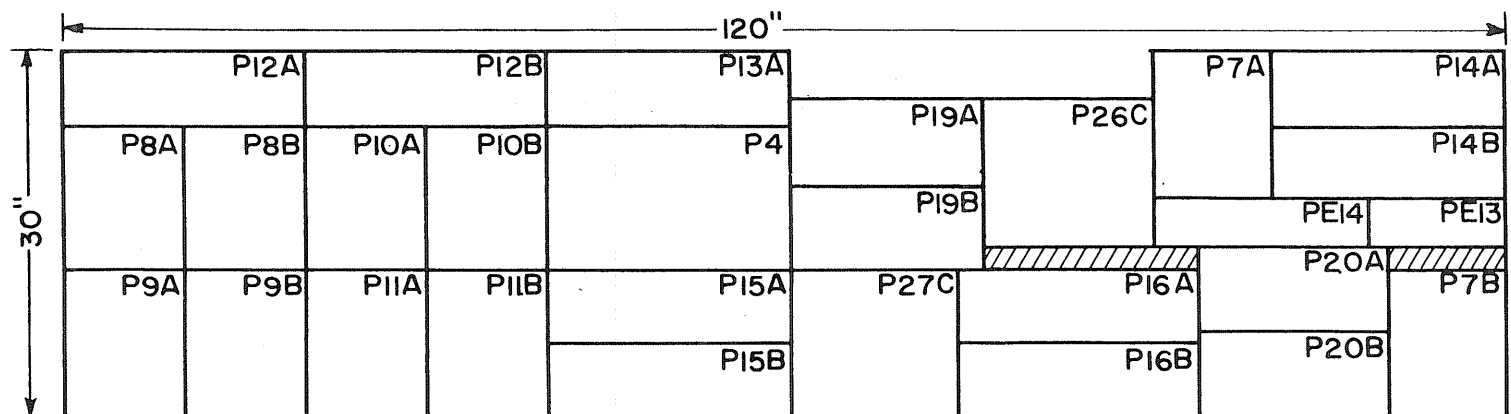 120"
P12A P12B P13A P7A P14A
P19A P26C
P8A P8B P10A P10B P4 P14B
P19B PE14 PE13
30"
P20A
P9A P9B P11A P11B P15A P27C P16A P7B
P15B P16B P20B